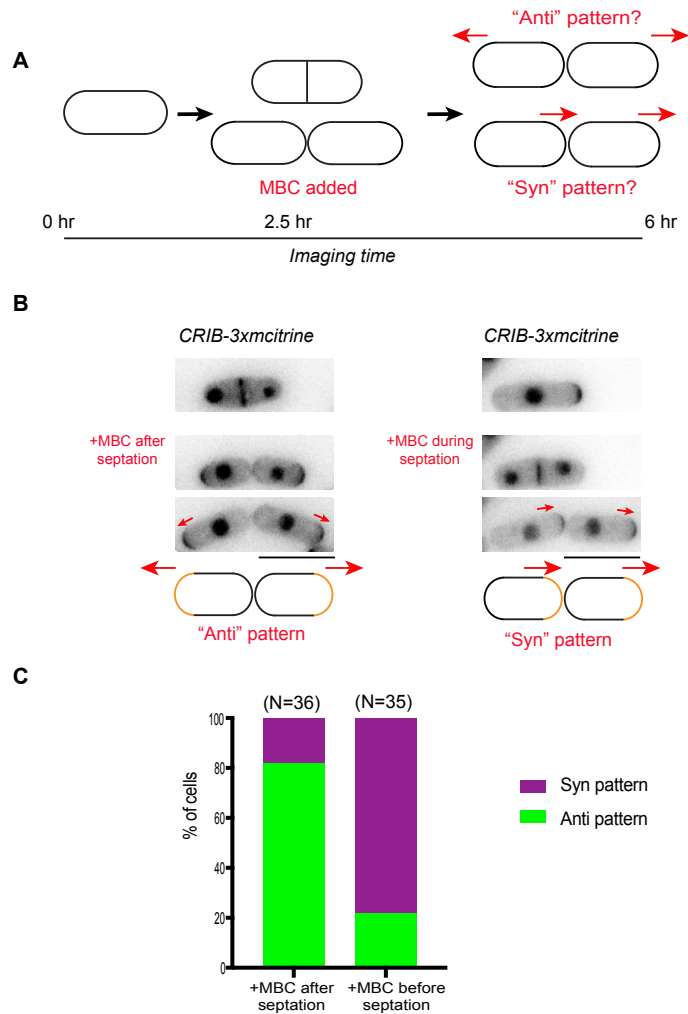 A
“Anti” pattern?
MBC added
“Syn” pattern?
0 hr
2.5 hr
6 hr
Imaging time
B
CRIB-3xmcitrine
CRIB-3xmcitrine
+MBC after
septation
+MBC during
septation
“Anti” pattern
“Syn” pattern
C
(N=36)
(N=35)
% of cells
100
80
60
40
20
0
+MBC after
septation
+MBC before
septation
Syn pattern
Anti pattern